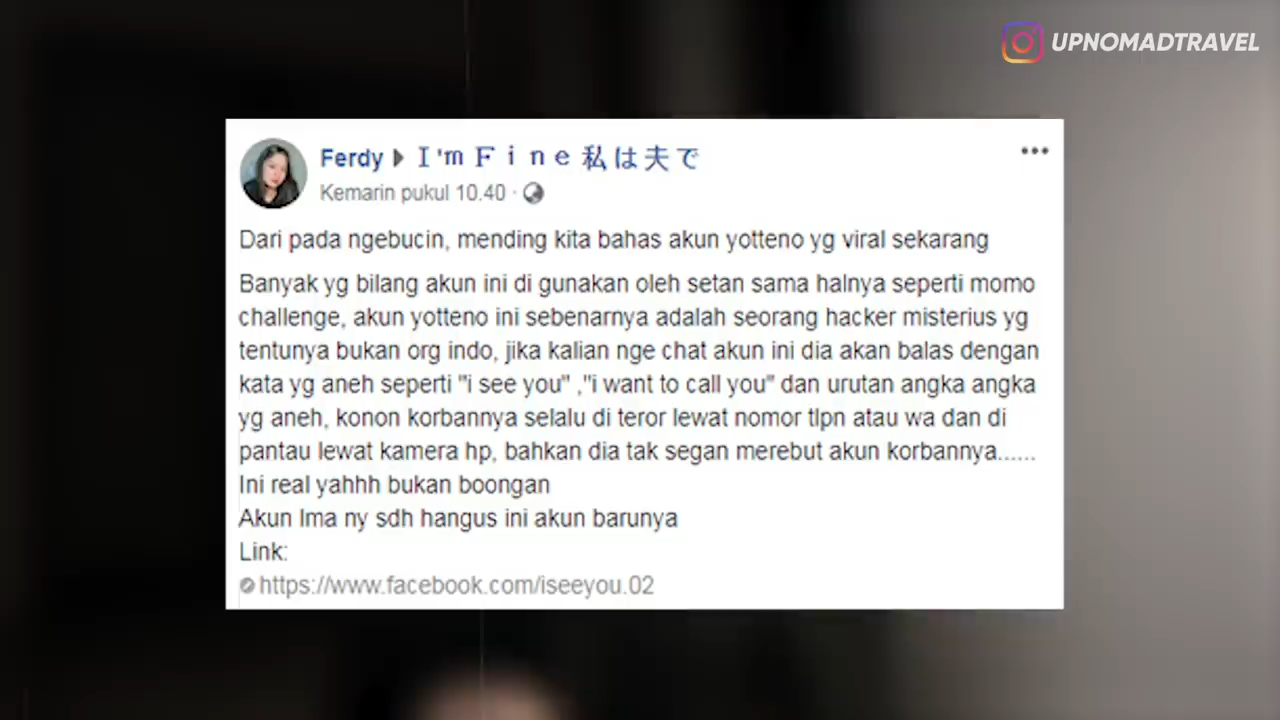 UPNOMADTRAVEL
Ferdy ▶ I'm Fine 私は夫で
Kemarin pukul 10.40 ·
Dari pada ngebucin, mending kita bahas akun yotteno yg viral sekarang
Banyak yg bilang akun ini di gunakan oleh setan sama halnya seperti momo
challenge, akun yotteno ini sebenarnya adalah seorang hacker misterius yg
tentunya bukan org indo, jika kalian nge chat akun ini dia akan balas dengan
kata yg aneh seperti "i see you" ,"i want to call you" dan urutan angka angka
yg aneh, konon korbannya selalu di teror lewat nomor tlpn atau wa dan di
pantau lewat kamera hp, bahkan dia tak segan merebut akun korbannya......
Ini real yahhh bukan boongan
Akun lma ny sdh hangus ini akun barunya
Link:
https://www.facebook.com/iseeyou.02